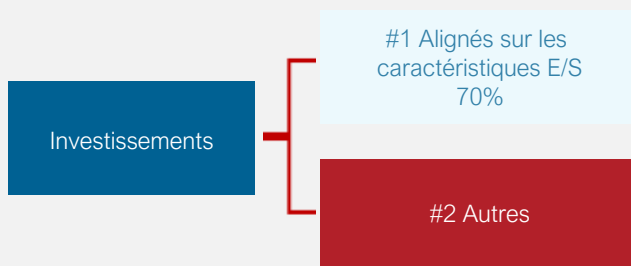 #1 Alignés sur les
caractéristiques E/S
70%
Investissements
#2 Autres